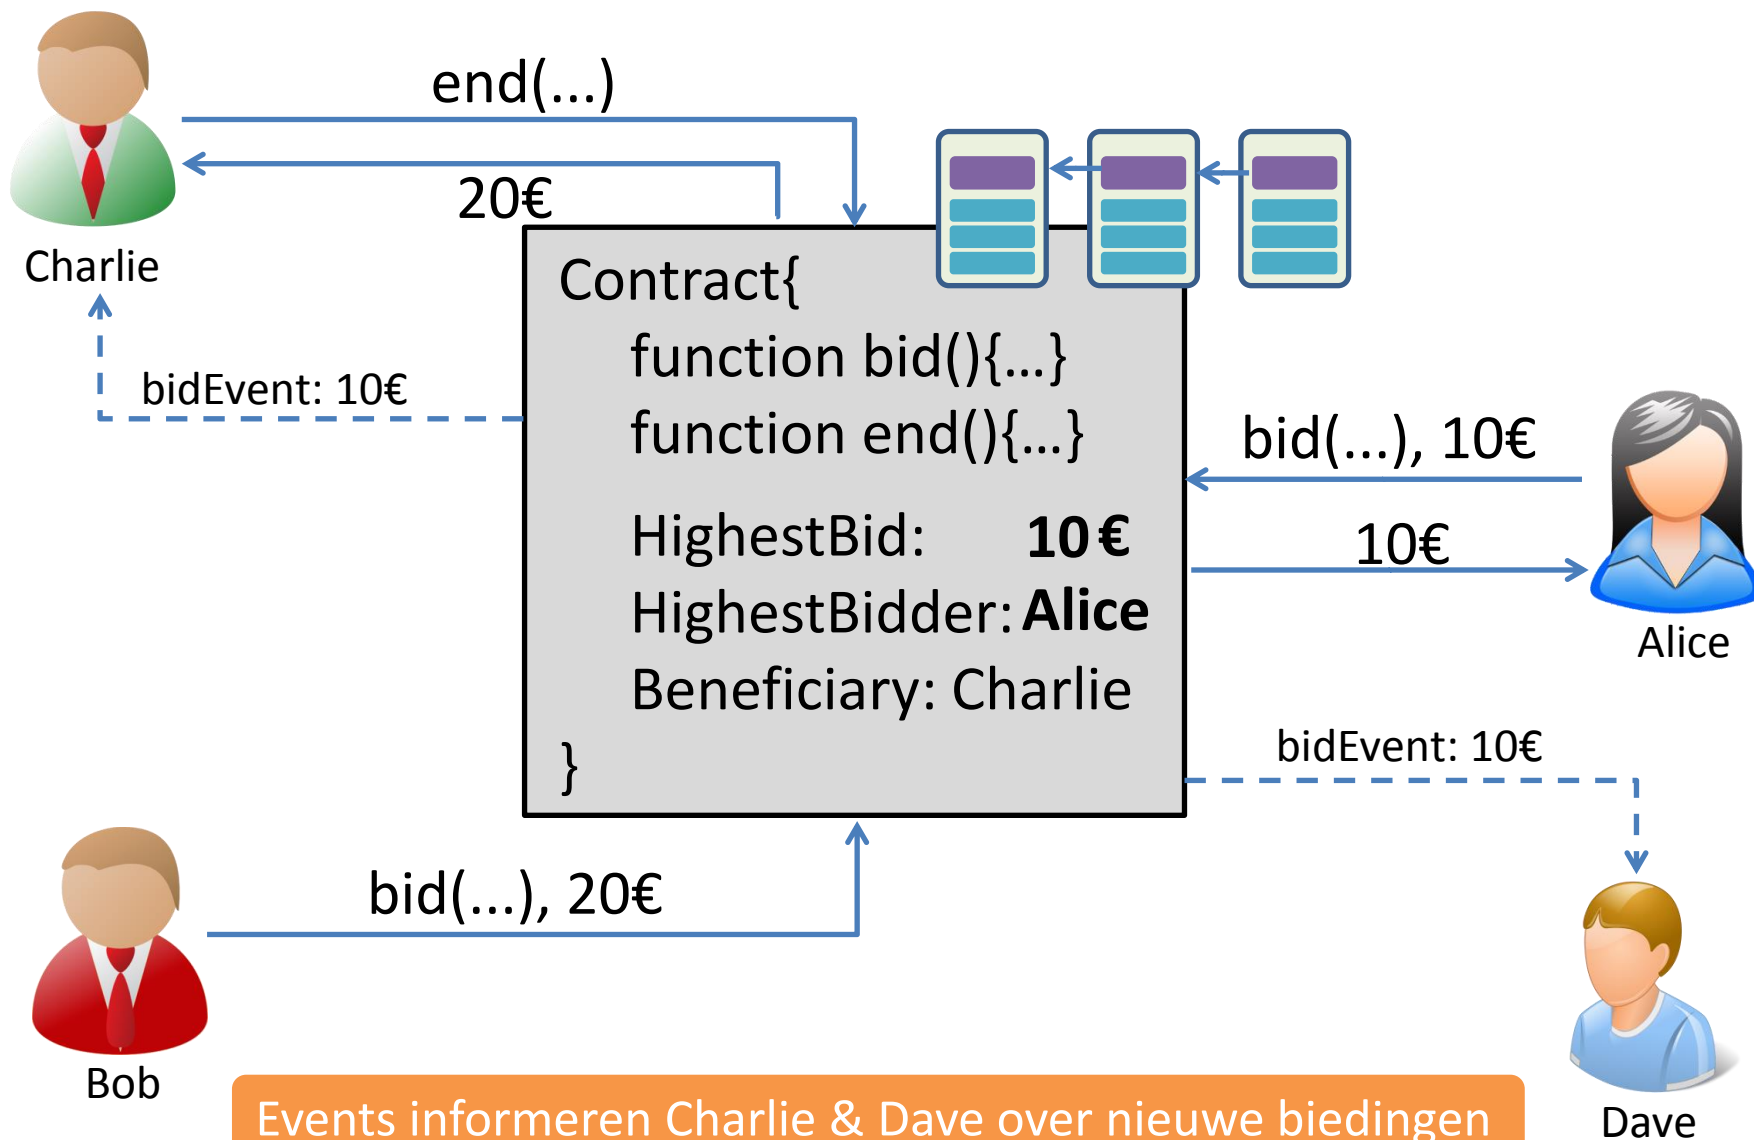 end(...)
20€
Charlie
bidEvent: 10€
Contract{
function bid(){...}
function end(){...}
HighestBid: 10 €
HighestBidder: Alice
Beneficiary: Charlie
}
bid(...), 10€
10€
Alice
bidEvent: 10€
bid(...), 20€
Bob
Dave
Events informeren Charlie & Dave over nieuwe biedingen